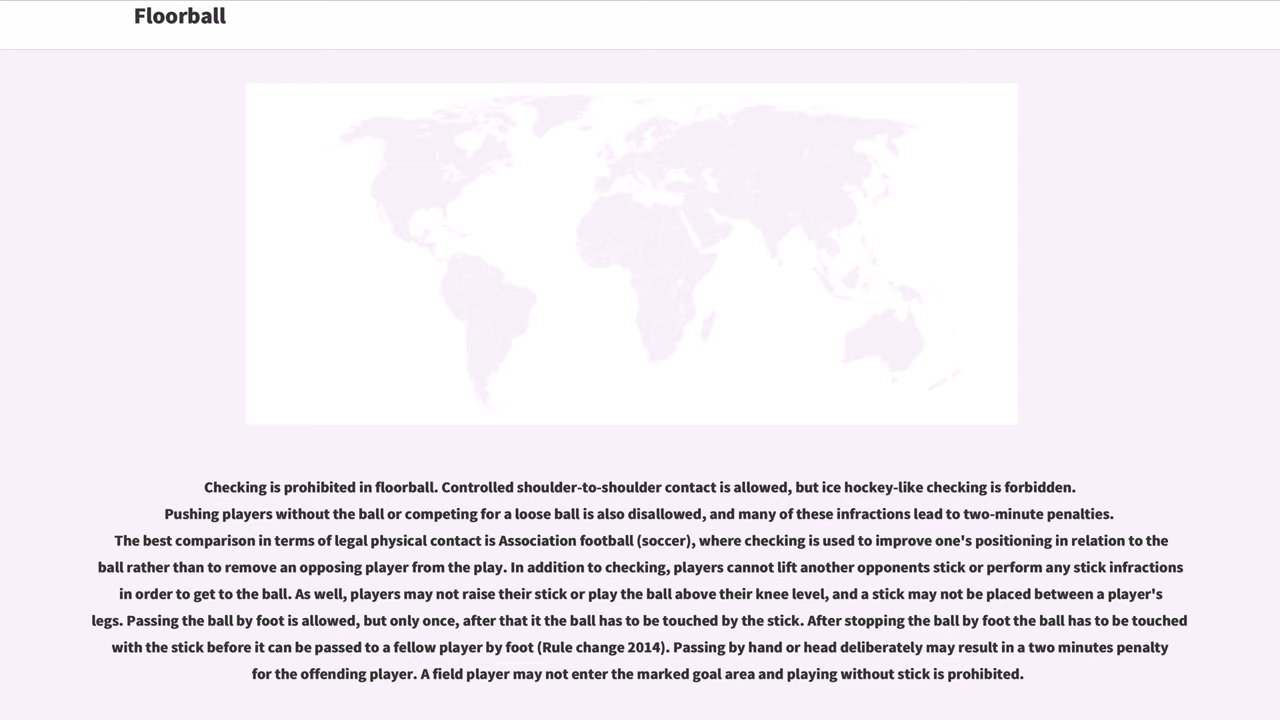 Floorball
Checking is prohibited in floorball. Controlled shoulder-to-shoulder contact is allowed, but ice hockey-like checking is forbidden.
Pushing players without the ball or competing for a loose ball is also disallowed, and many of these infractions lead to two-minute penalties.
The best comparison in terms of legal physical contact is Association football (soccer), where checking is used to improve one's positioning in relation to the
ball rather than to remove an opposing player from the play. In addition to checking, players cannot lift another opponents stick or perform any stick infractions
in order to get to the ball. As well, players may not raise their stick or play the ball above their knee level, and a stick may not be placed between a player's
legs. Passing the ball by foot is allowed, but only once, after that it the ball has to be touched by the stick. After stopping the ball by foot the ball has to be touched
with the stick before it can be passed to a fellow player by foot (Rule change 2014). Passing by hand or head deliberately may result in a two minutes penalty
for the offending player. A field player may not enter the marked goal area and playing without stick is prohibited.